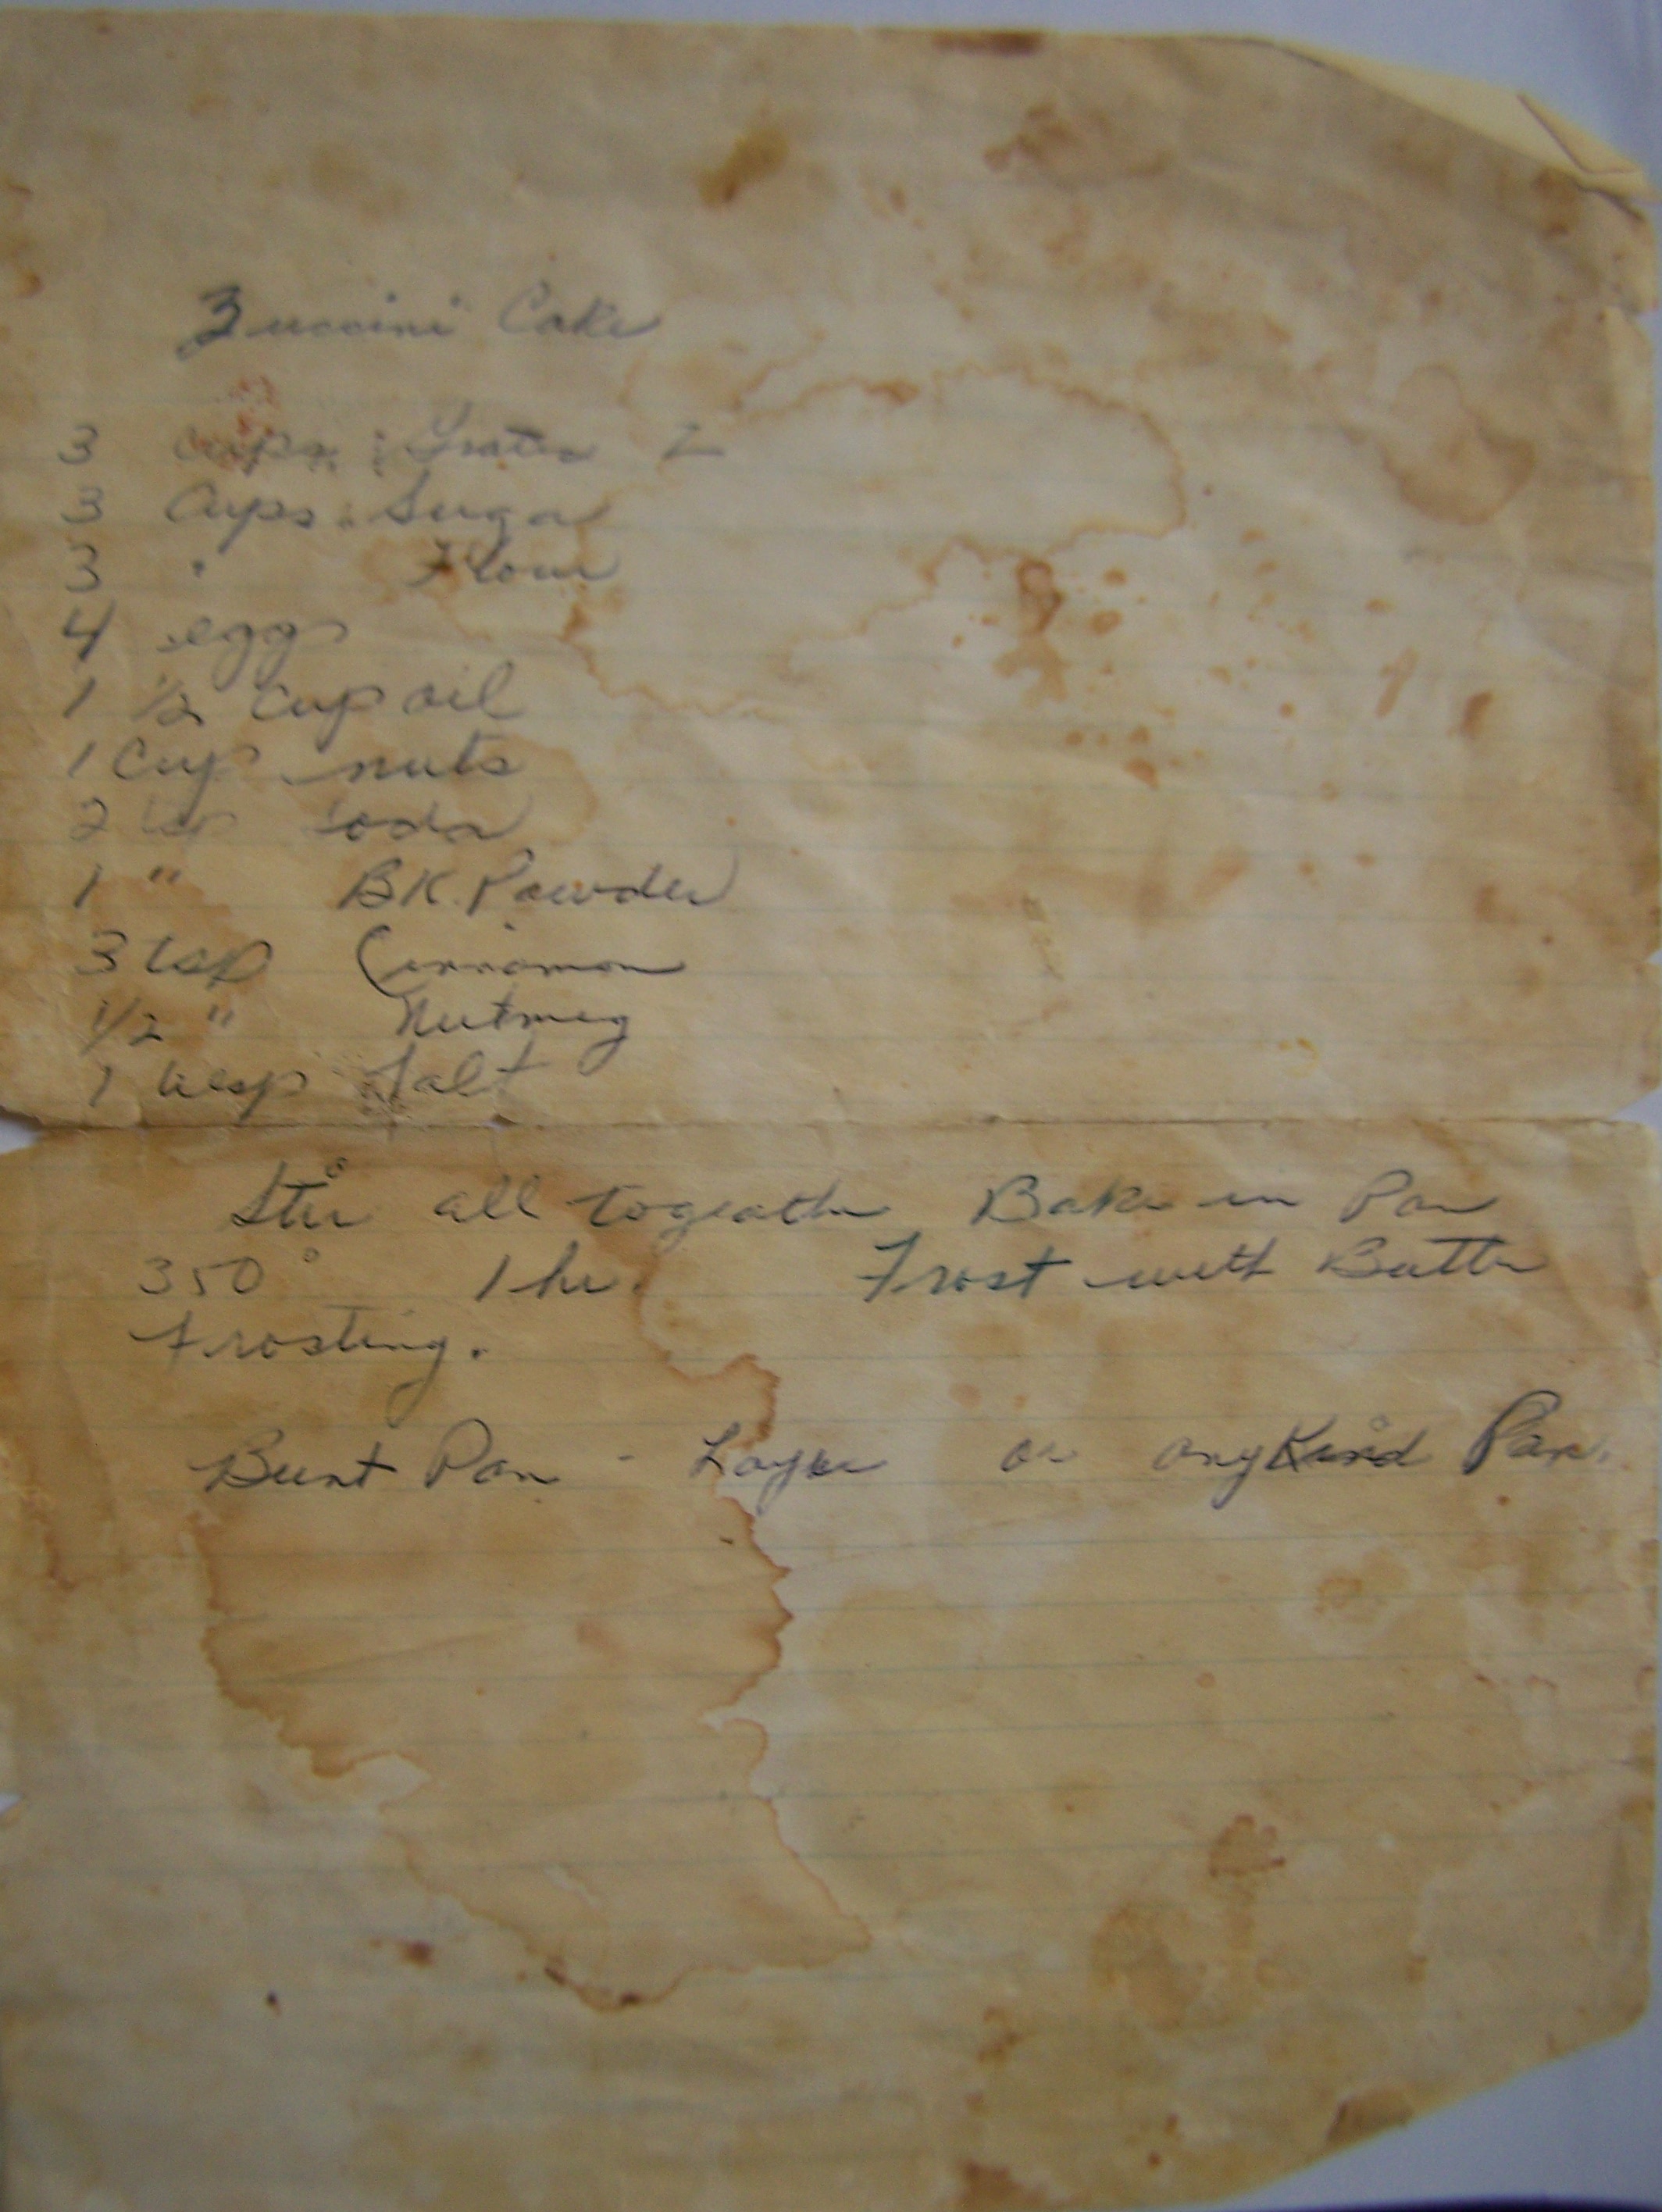 Zuccini Cake
3 cups Grated Z
3 Cups Suga
3 " Flour
4 eggs
1 1/2 cup oil
1 Cup nuts
2 tsp soda
1 " BK. Powder
3 tsp Cinnamon
1/2 " Nutmeg
1 tesp Salt
Stir all togeather Bake in Pan
350° 1 hr. Frost with Butter
Frosting.
Bunt Pan - Layer or any Kind Pan.